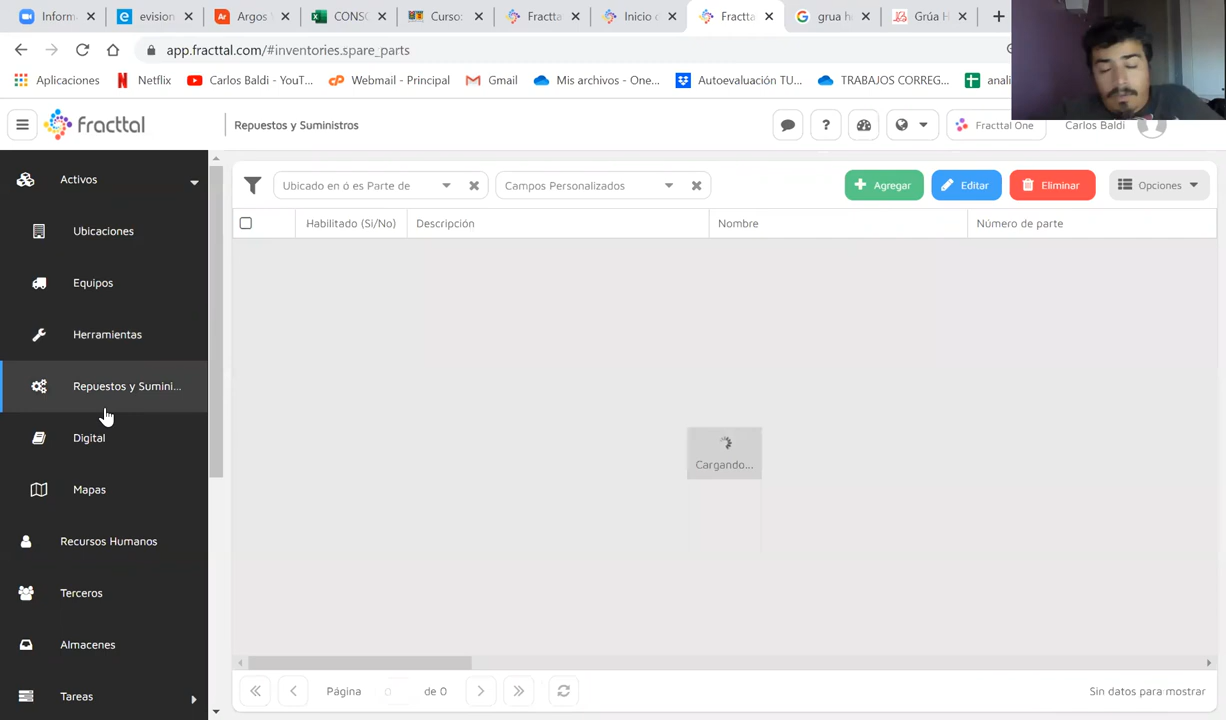 Inform
evision
Argos V
CONSO
Curso:
Fractta
Inicio d
Fractta
grua h
Grúa H
app.fracttal.com/#inventories.spare_parts
Aplicaciones Netflix Carlos Baldi - YouT... Webmail - Principal Gmail Mis archivos - One... Autoevaluación TU... TRABAJOS CORREG... anali
fracttal
Repuestos y Suministros
Fracttal One
Carlos Baldi
Activos
Ubicaciones
Equipos
Herramientas
Repuestos y Sumini...
Digital
Mapas
Recursos Humanos
Terceros
Almacenes
Tareas
Ubicado en ó es Parte de
Campos Personalizados
Agregar
Editar
Eliminar
Opciones
Habilitado (Si/No) Descripción Nombre Número de parte
Cargando...
Página 0 de 0
Sin datos para mostrar